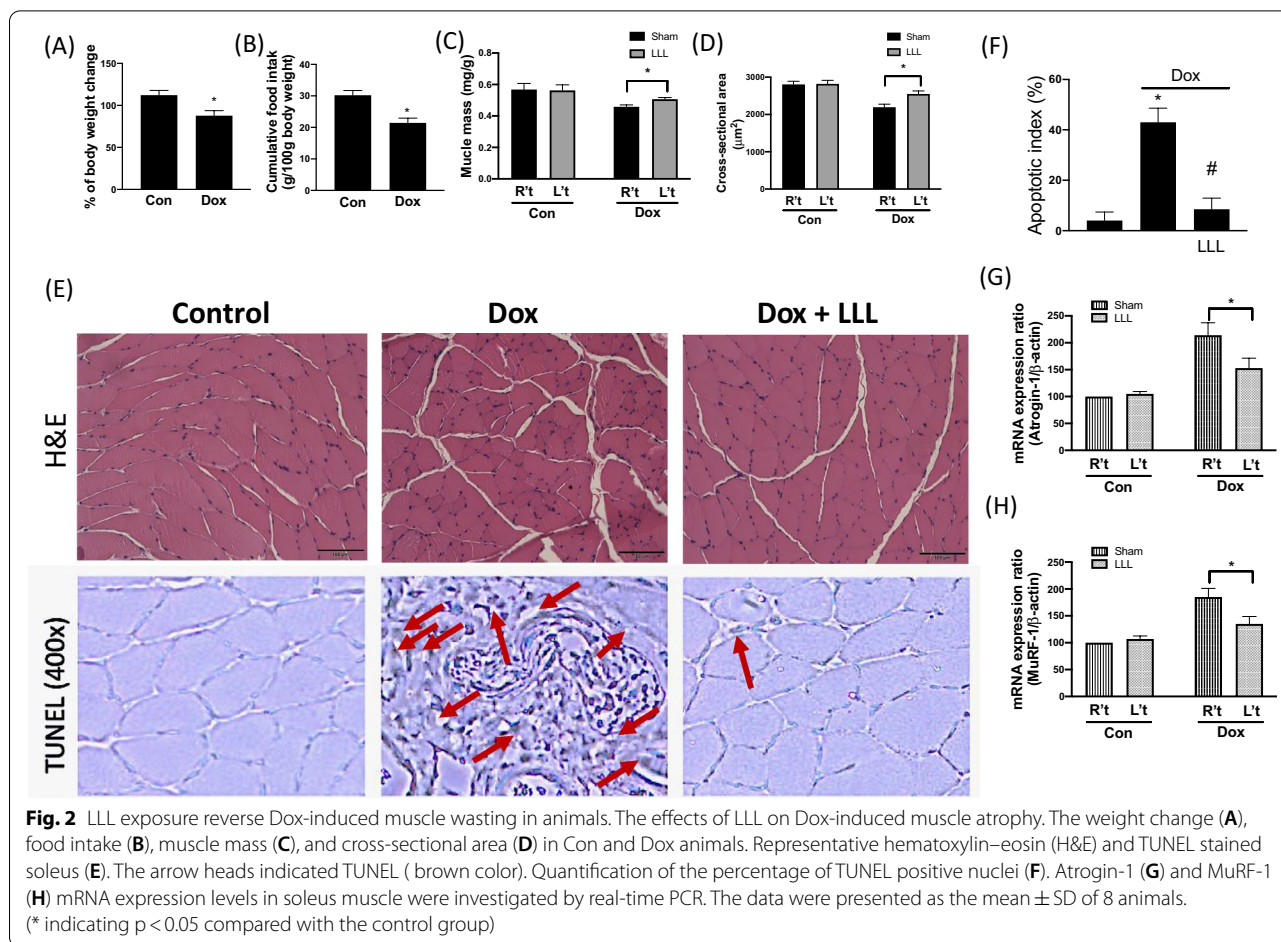 (A)
% of body weight change
150
100
50
0
*
Con
Dox
(B)
Cumulative food intak
(g/100g body weight)
40
30
20
10
0
*
Con
Dox
(C)
Sham
LLL
Mucle mass (mg/g)
0.8
0.6
0.4
0.2
0.0
*
R't L't R't L't
Con Dox
(D)
Sham
LLL
Cross-sectional area
(μm2)
3000
2000
1000
0
*
R't L't R't L't
Con Dox
(F)
Apoptotic index (%)
60
40
20
0
Dox
*
#
LLL
(E)
Control Dox Dox + LLL
H&E
TUNEL (400x)
(G)
Sham
LLL
mRNA expression ratio
(Atrogin-1/β-actin)
250
200
150
100
50
0
*
R't L't R't L't
Con Dox
(H)
Sham
LLL
mRNA expression ratio
(MuRF-1/β-actin)
250
200
150
100
50
0
*
R't L't R't L't
Con Dox
Fig. 2 LLL exposure reverse Dox-induced muscle wasting in animals. The effects of LLL on Dox-induced muscle atrophy. The weight change (A),
food intake (B), muscle mass (C), and cross-sectional area (D) in Con and Dox animals. Representative hematoxylin–eosin (H&E) and TUNEL stained
soleus (E). The arrow heads indicated TUNEL ( brown color). Quantification of the percentage of TUNEL positive nuclei (F). Atrogin-1 (G) and MuRF-1
(H) mRNA expression levels in soleus muscle were investigated by real-time PCR. The data were presented as the mean ± SD of 8 animals.
(* indicating p < 0.05 compared with the control group)